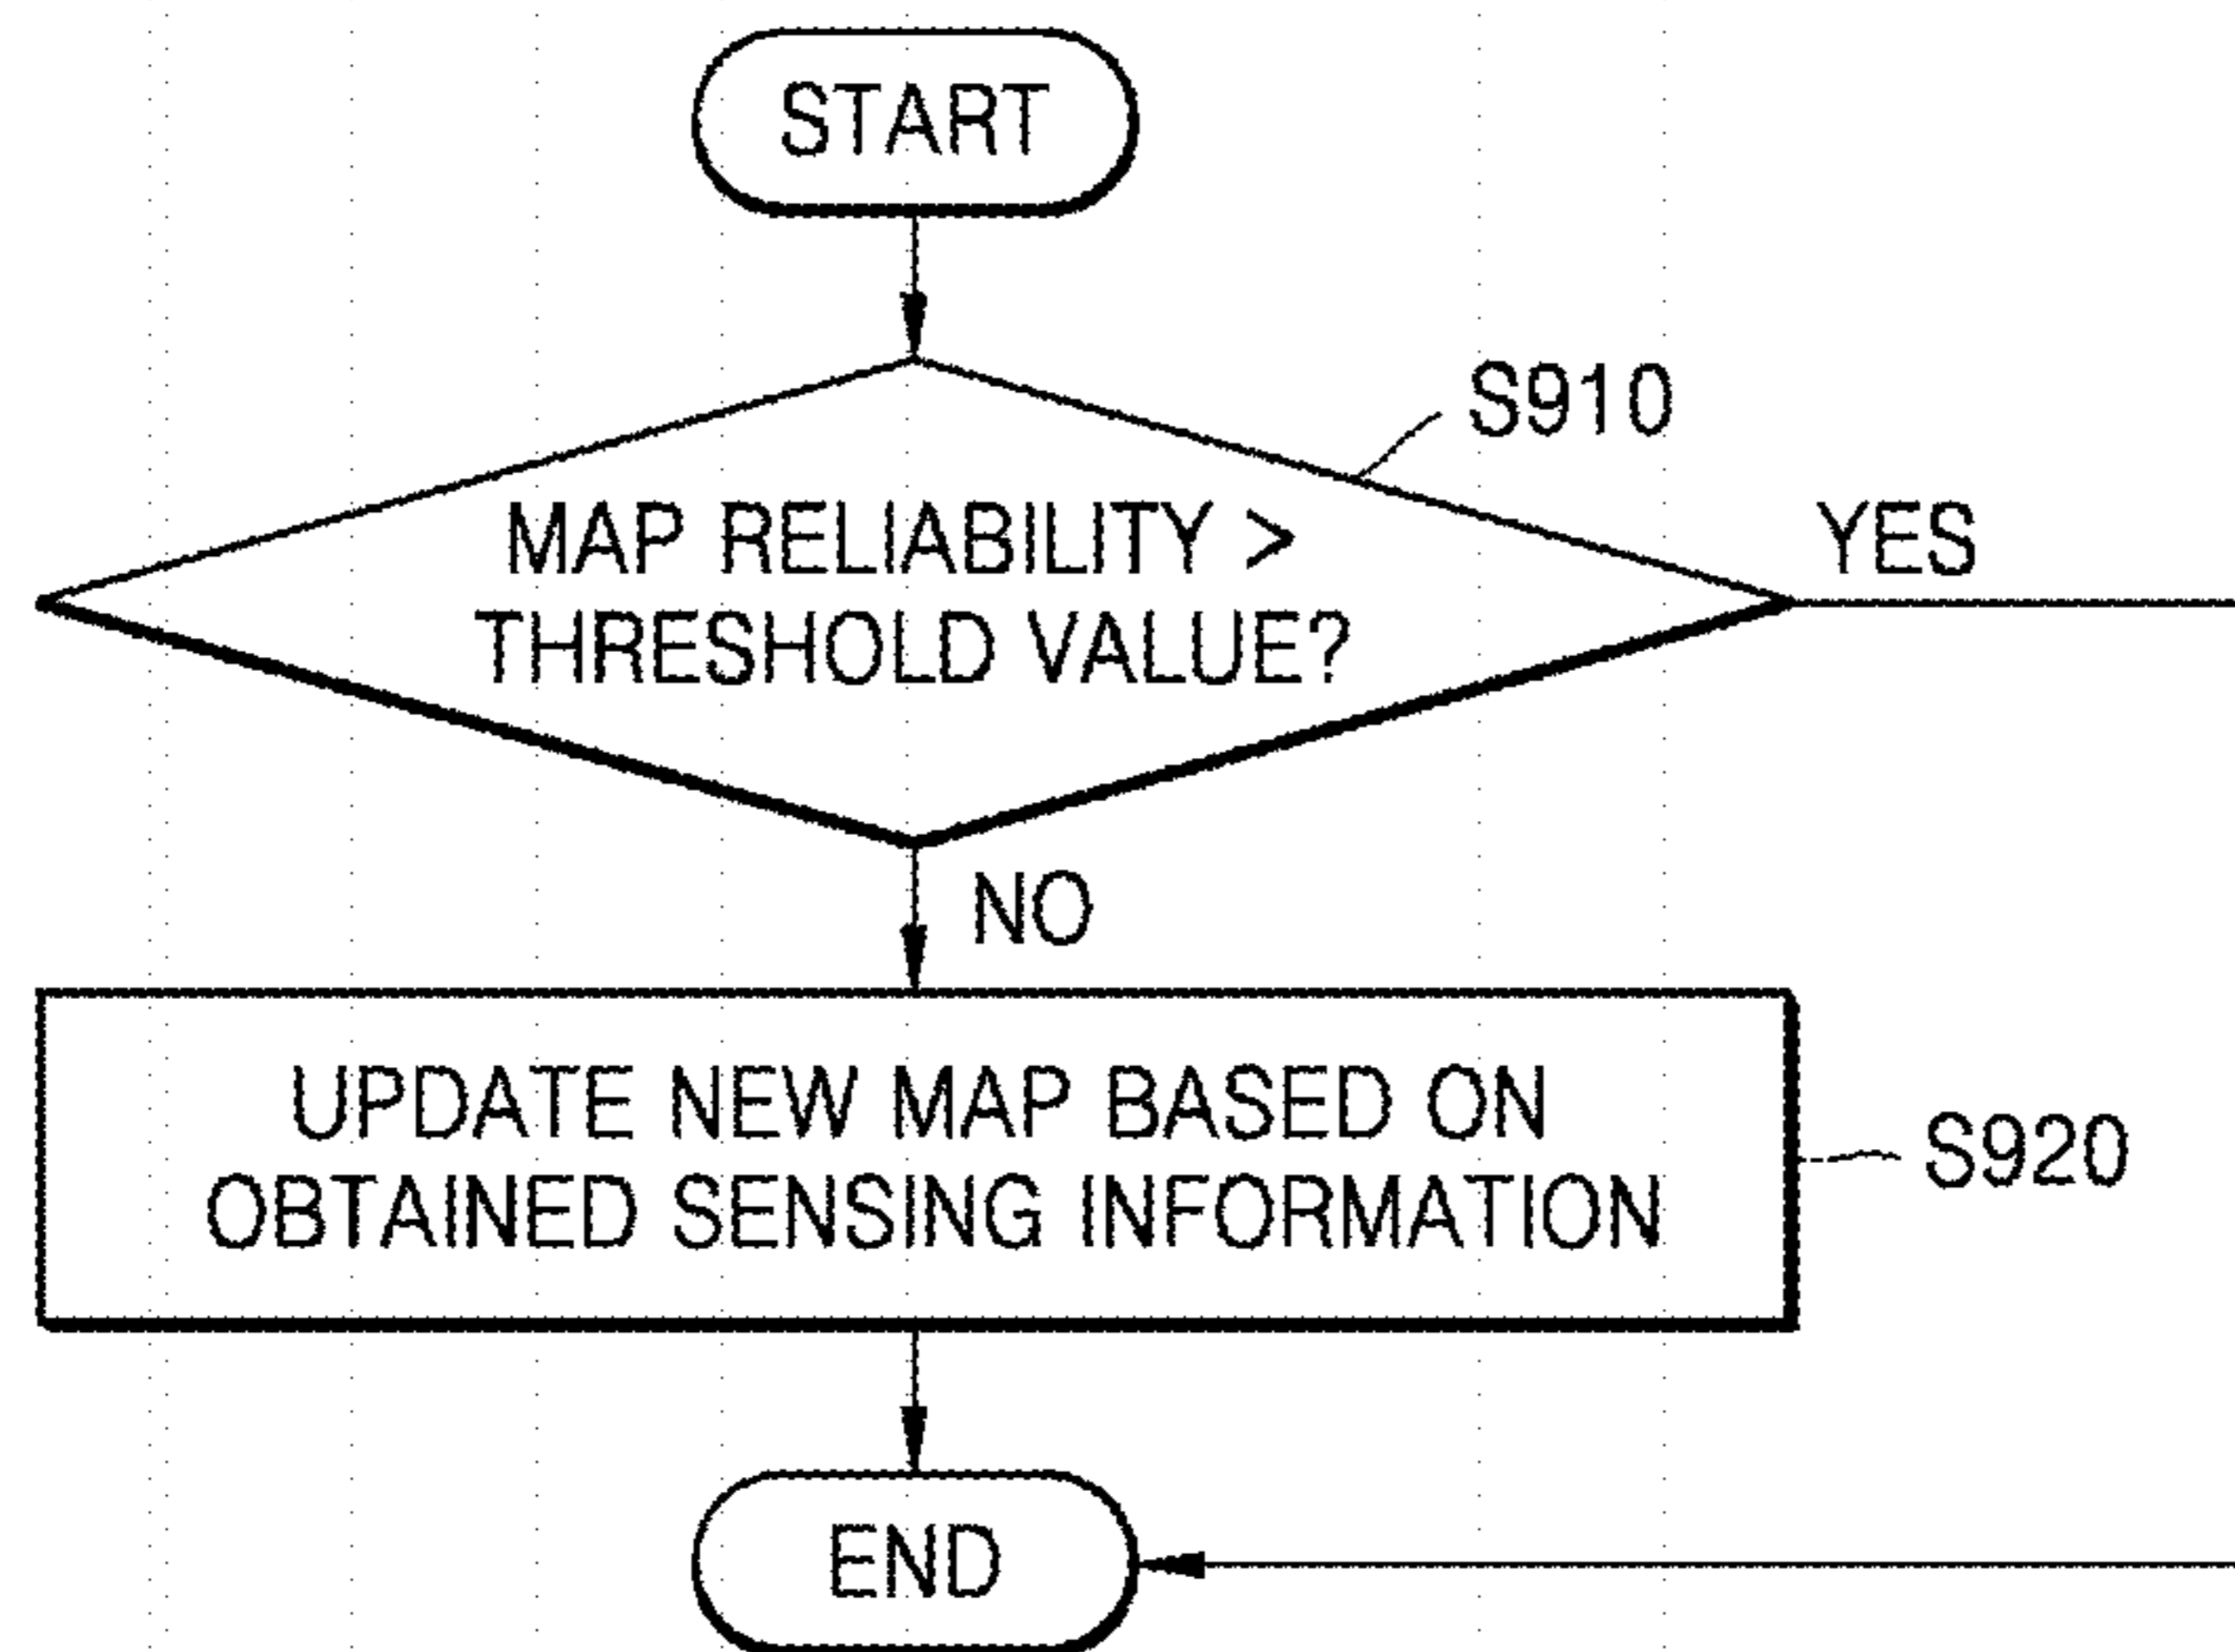 START
S910
MAP RELIABILITY >
THRESHOLD VALUE?
YES
NO
UPDATE NEW MAP BASED ON
OBTAINED SENSING INFORMATION
S920
END